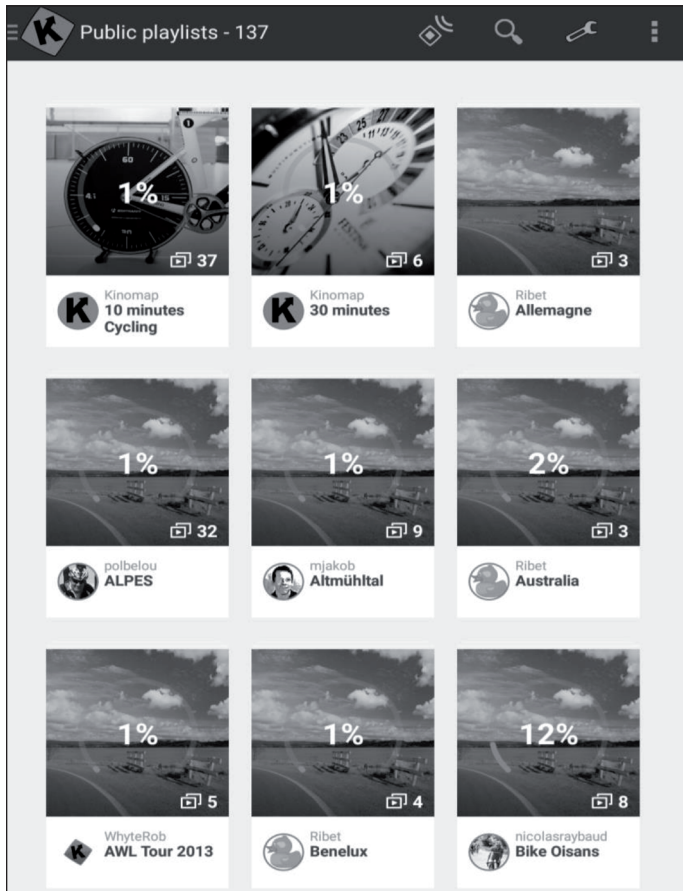 Public playlists - 137
1%
37
Kinomap
10 minutes
Cycling
1%
6
Kinomap
30 minutes
3
Ribet
Allemagne
1%
32
polbelou
ALPES
1%
9
mjakob
Altmühltal
2%
3
Ribet
Australia
1%
5
WhyteRob
AWL Tour 2013
1%
4
Ribet
Benelux
12%
8
nicolasraybaud
Bike Oisans